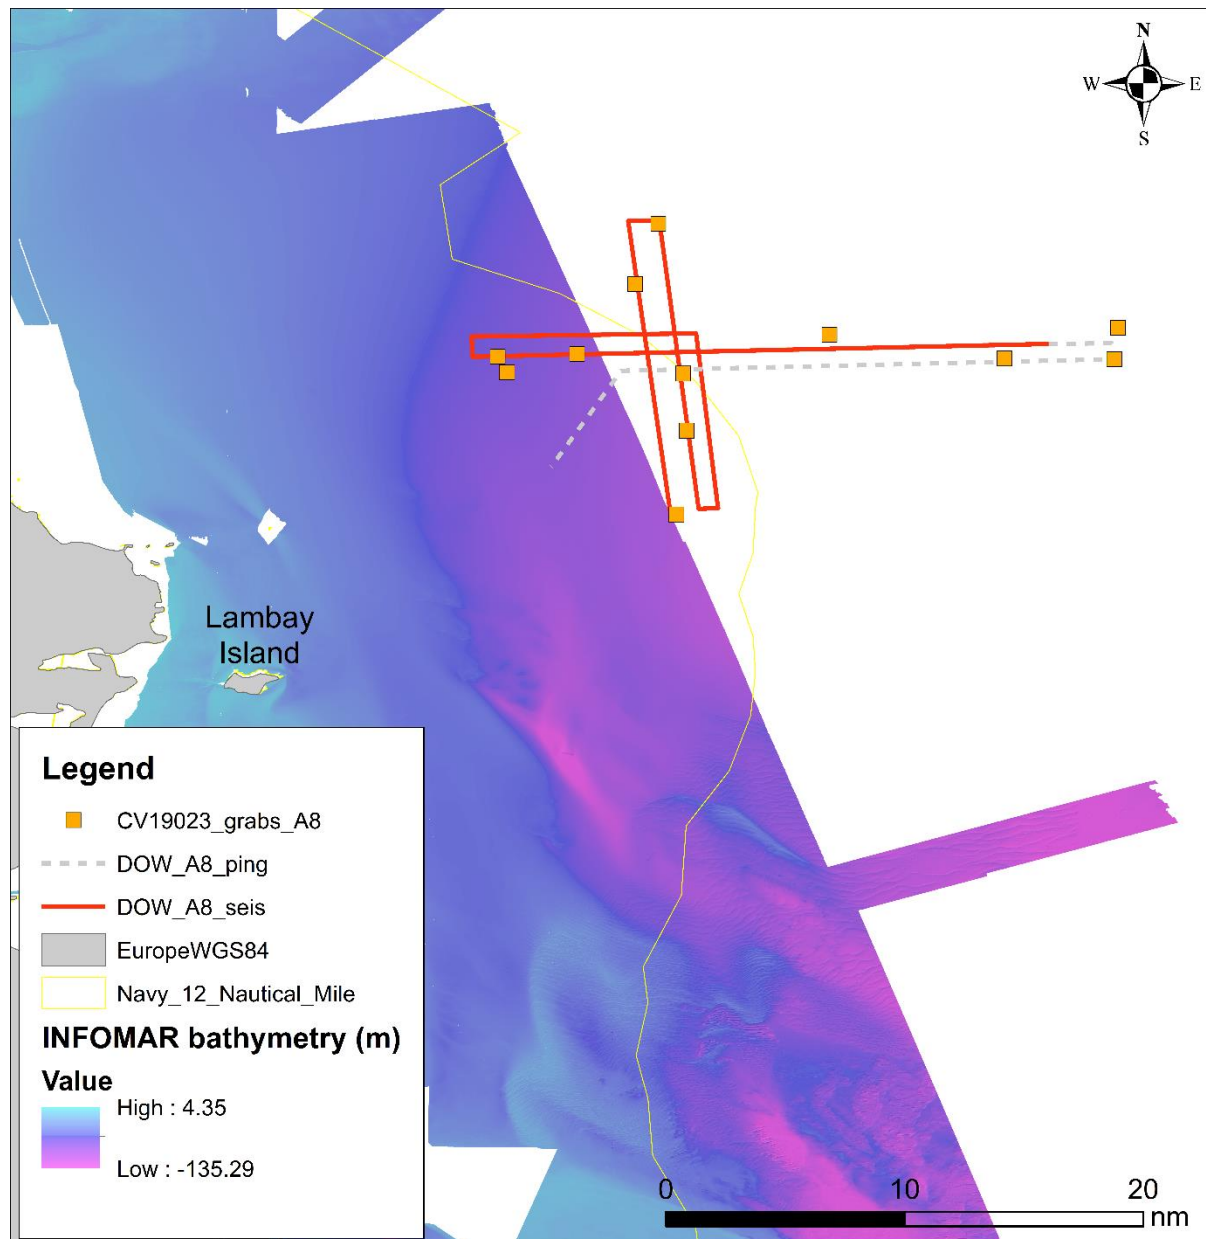 N
W E
S
Lambay
Island
Legend
CV19023_grabs_A8
DOW_A8_ping
DOW_A8_seis
EuropeWGS84
Navy_12_Nautical_Mile
INFOMAR bathymetry (m)
Value
High : 4.35
Low : -135.29
0 10 20
nm